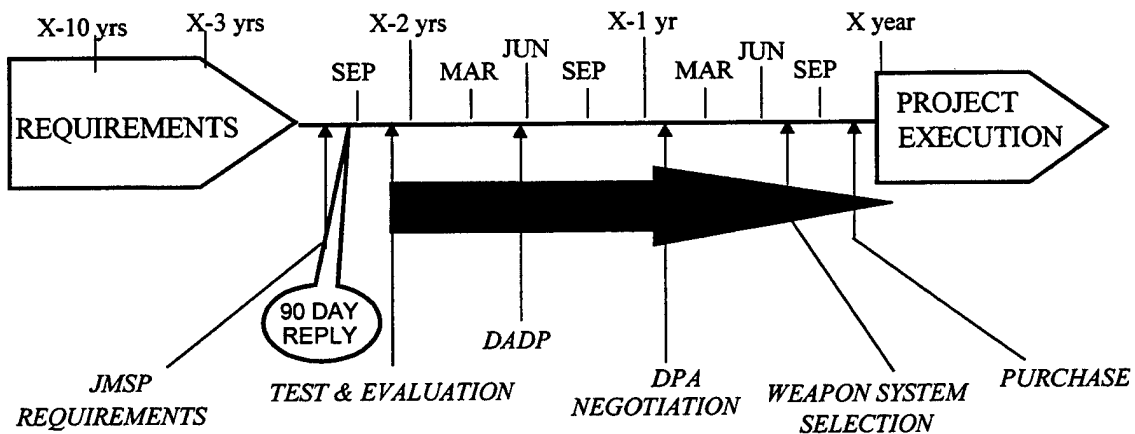 X-10 yrs
X-3 yrs
X-2 yrs
X-1 yr
X year
JUN
JUN
SEP
MAR
SEP
MAR
SEP
REQUIREMENTS
PROJECT
EXECUTION
90 DAY
REPLY
JMSP
REQUIREMENTS
TEST & EVALUATION
DADP
DPA
NEGOTIATION
WEAPON SYSTEM
SELECTION
PURCHASE